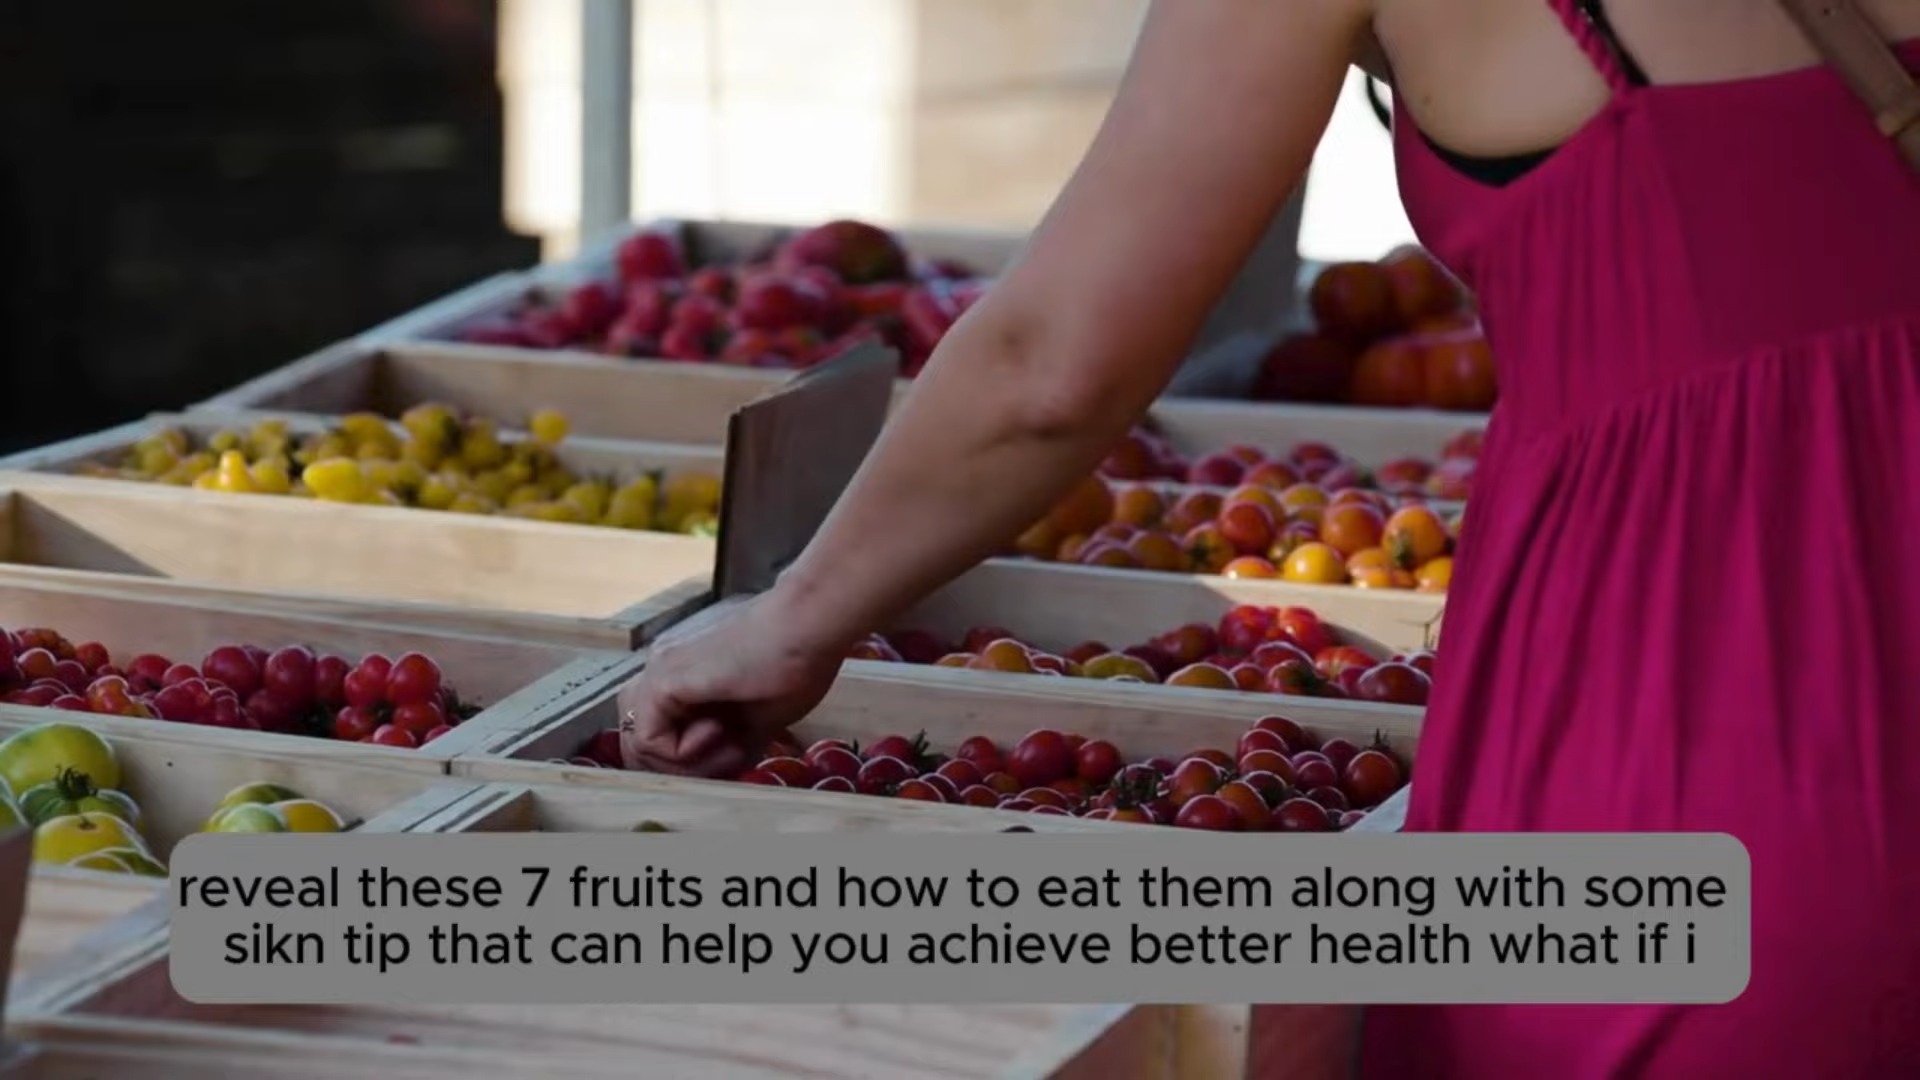 reveal these 7 fruits and how to eat them along with some
sikn tip that can help you achieve better health what if i